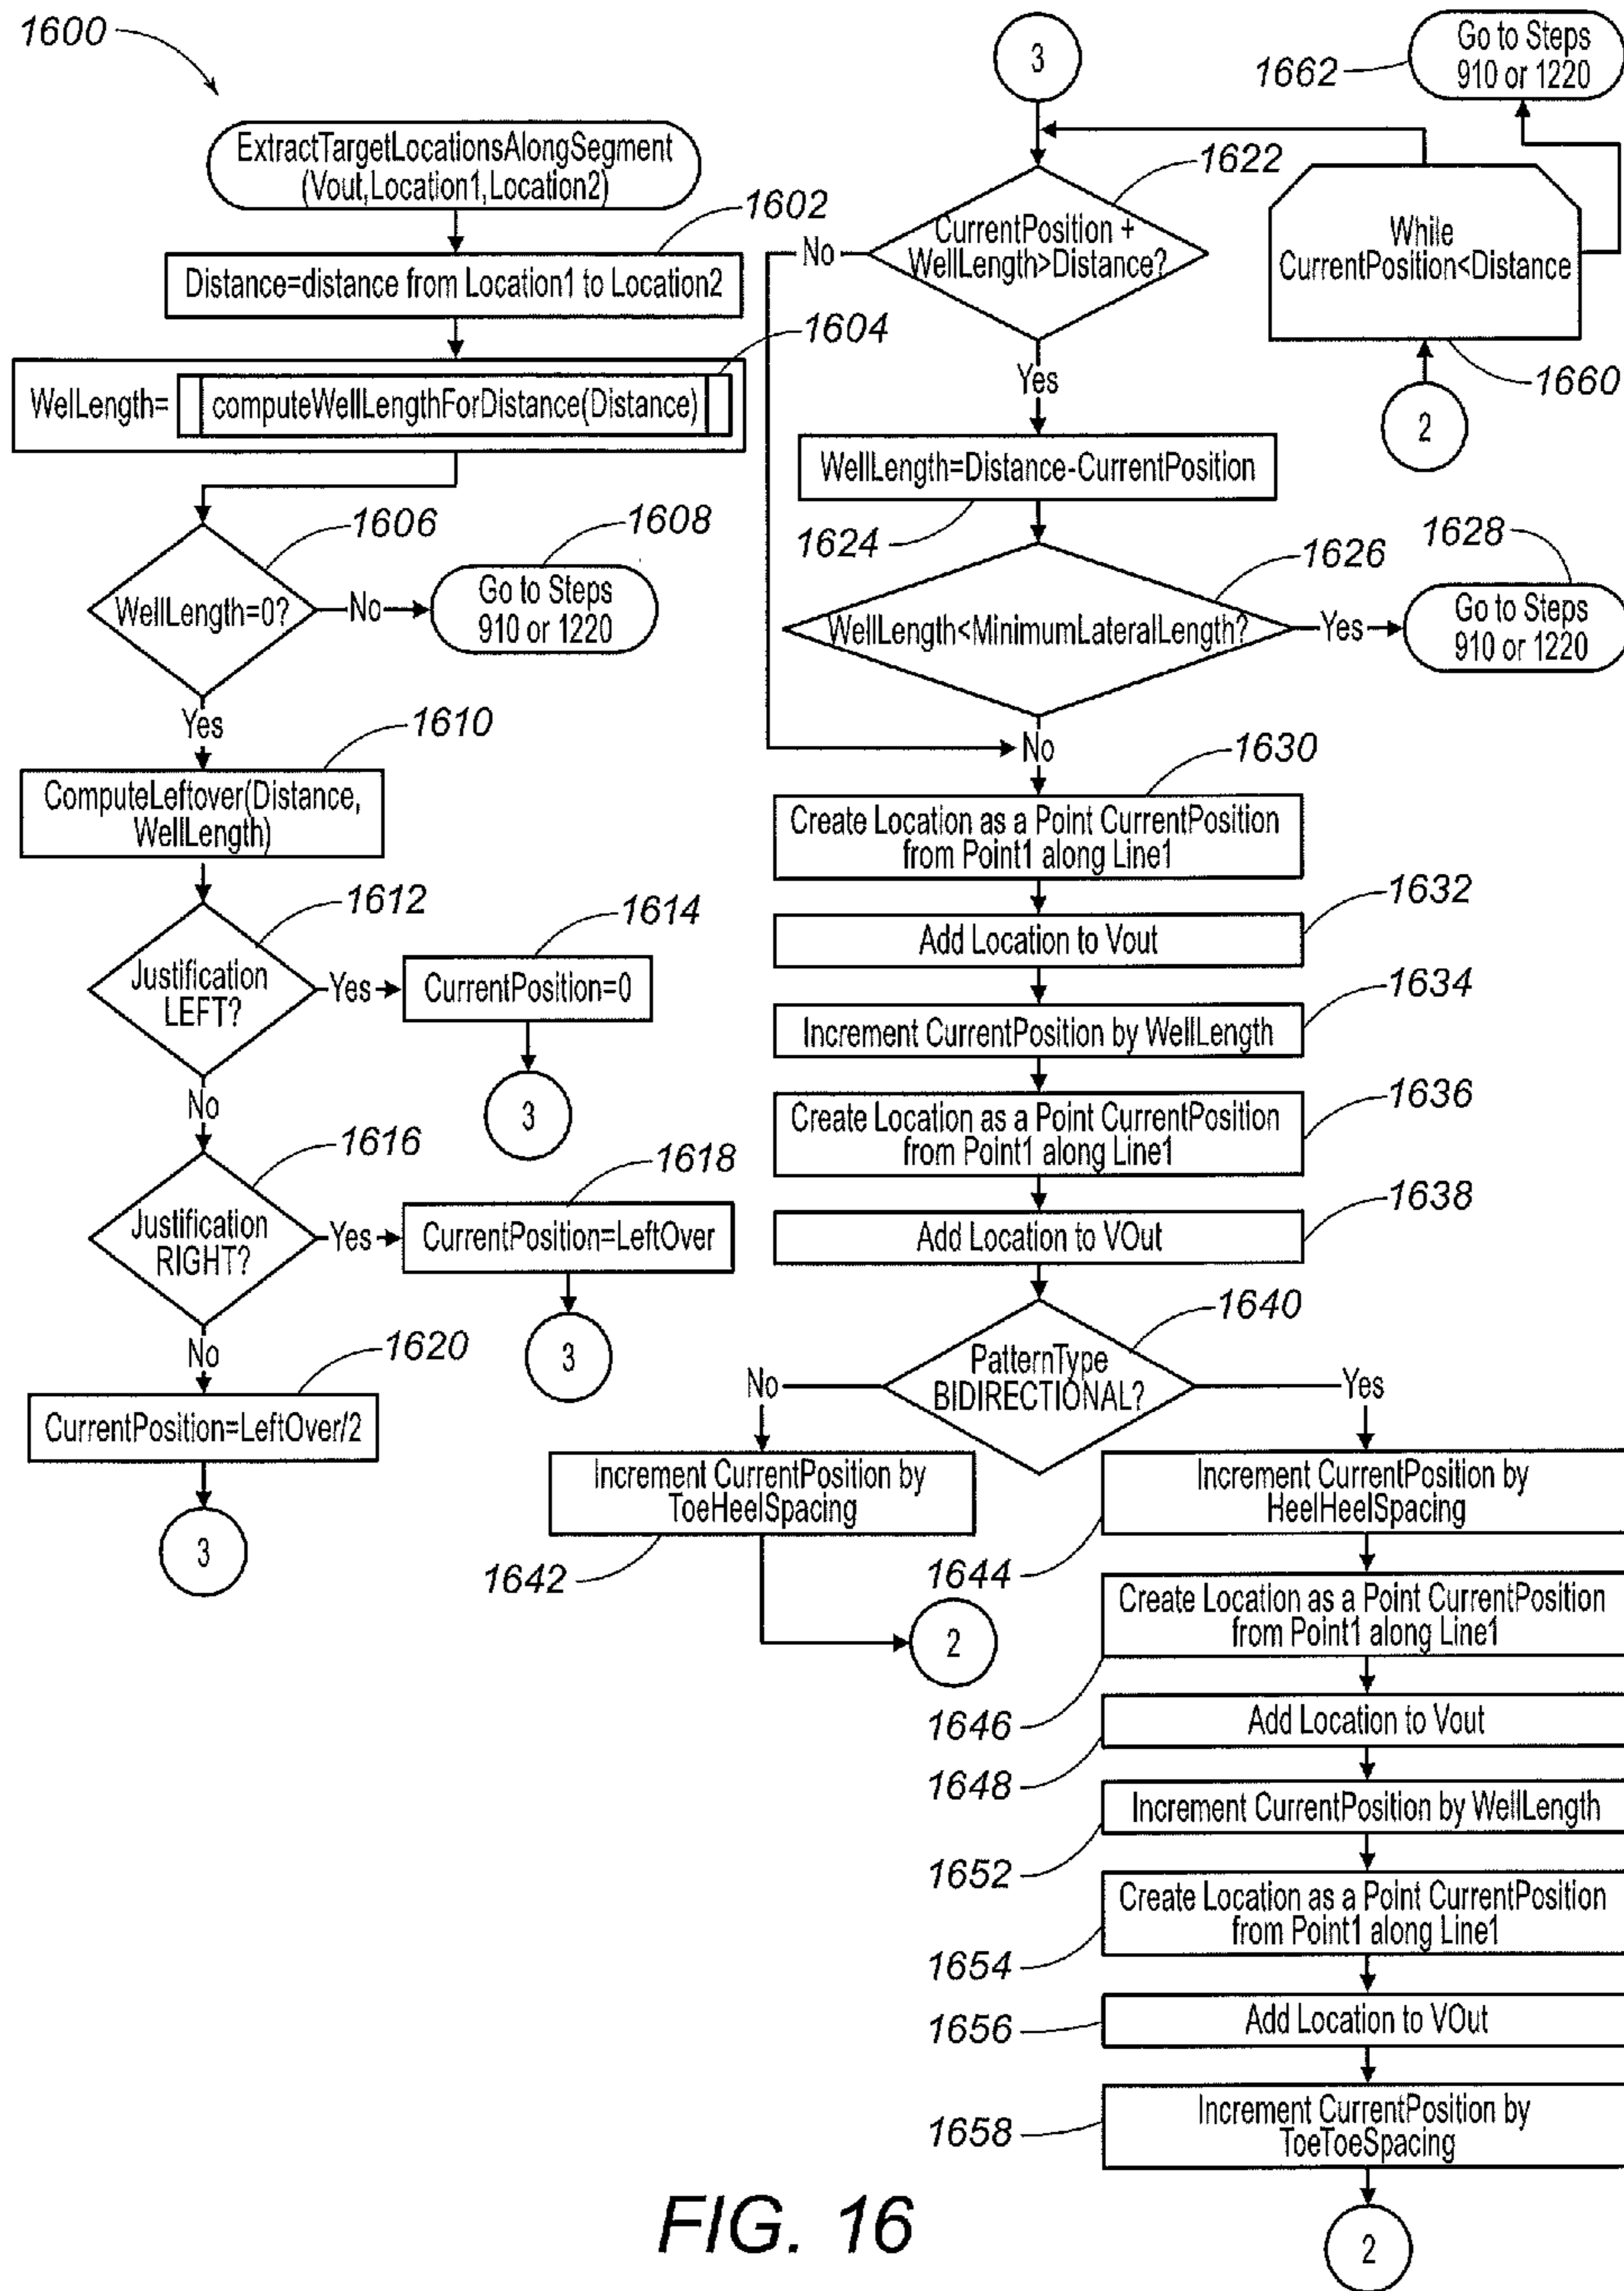 1600
ExtractTargetLocationsAlongSegment
(Vout,Location1,Location2)
1602
Distance=distance from Location1 to Location2
1604
WelLength=
computeWellLengthForDistance(Distance)
1606
WellLength=0?
No
1608
Go to Steps
910 or 1220
Yes
1610
ComputeLeftover(Distance,
WellLength)
1612
Justification
LEFT?
Yes
1614
CurrentPosition=0
3
No
1616
Justification
RIGHT?
Yes
1618
CurrentPosition=LeftOver
3
No
1620
CurrentPosition=LeftOver/2
3
3
1622
CurrentPosition +
WellLength>Distance?
No
Yes
WellLength=Distance-CurrentPosition
1624
1626
WellLength<MinimumLateralLength?
Yes
1628
Go to Steps
910 or 1220
No
1630
Create Location as a Point CurrentPosition
from Point1 along Line1
1632
Add Location to Vout
1634
Increment CurrentPosition by WellLength
1636
Create Location as a Point CurrentPosition
from Point1 along Line1
1638
Add Location to VOut
1640
PatternType
BIDIRECTIONAL?
No
Yes
Increment CurrentPosition by
ToeHeelSpacing
1642
2
Increment CurrentPosition by
HeelHeelSpacing
1644
Create Location as a Point CurrentPosition
from Point1 along Line1
1646
Add Location to Vout
1648
Increment CurrentPosition by WellLength
1652
Create Location as a Point CurrentPosition
from Point1 along Line1
1654
Add Location to VOut
1656
Increment CurrentPosition by
ToeToeSpacing
1658
2
1662
Go to Steps
910 or 1220
While
CurrentPosition<Distance
1660
2
FIG. 16